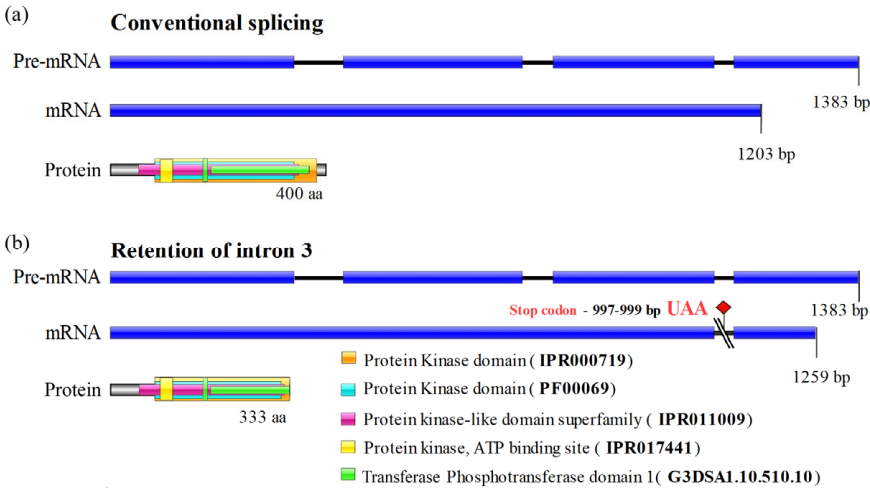 (a)
Conventional splicing
Pre-mRNA
1383 bp
mRNA
1203 bp
Protein
400 aa
(b)
Retention of intron 3
Pre-mRNA
1383 bp
Stop codon - 997-999 bp UAA
mRNA
1259 bp
Protein Kinase domain ( IPR000719)
Protein
Protein Kinase domain ( PF00069)
333 aa
Protein kinase-like domain superfamily ( IPR011009)
Protein kinase, ATP binding site ( IPR017441)
Transferase Phosphotransferase domain 1( G3DSA1.10.510.10)